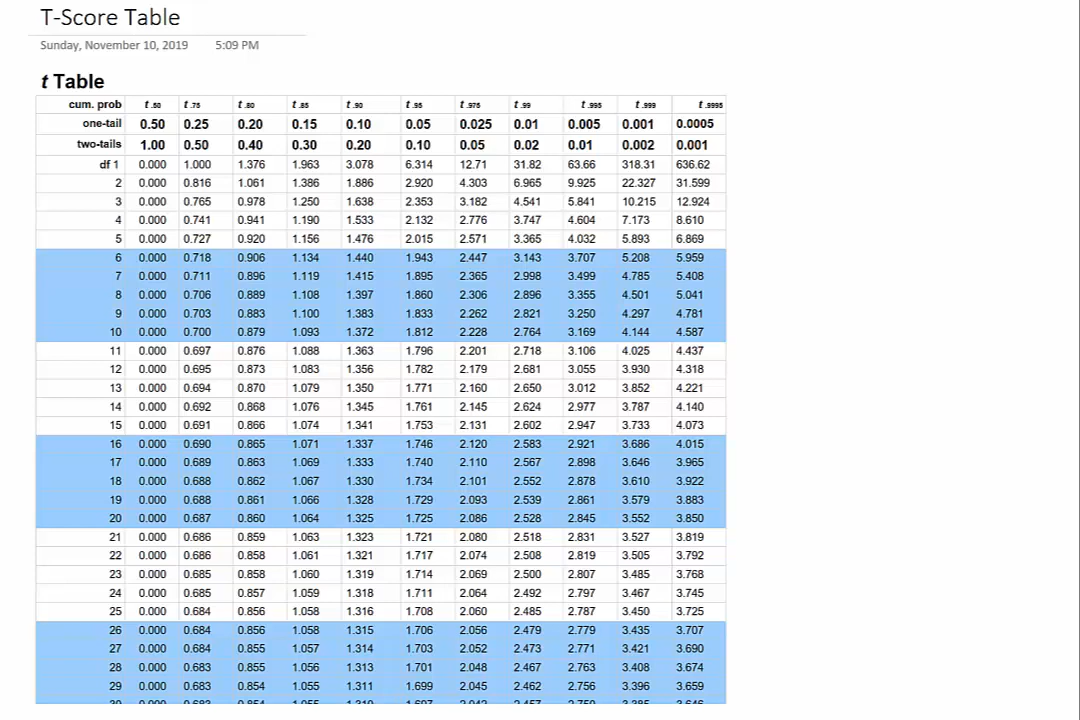 T-Score Table
Sunday, November 10, 2019 5:09 PM
t Table
cum. prob t .50 t .75 t .80 t .85 t .90 t .95 t .975 t .99 t .995 t .999 t .9995
one-tail 0.50 0.25 0.20 0.15 0.10 0.05 0.025 0.01 0.005 0.001 0.0005
two-tails 1.00 0.50 0.40 0.30 0.20 0.10 0.05 0.02 0.01 0.002 0.001
df 1 0.000 1.000 1.376 1.963 3.078 6.314 12.71 31.82 63.66 318.31 636.62
2 0.000 0.816 1.061 1.386 1.886 2.920 4.303 6.965 9.925 22.327 31.599
3 0.000 0.765 0.978 1.250 1.638 2.353 3.182 4.541 5.841 10.215 12.924
4 0.000 0.741 0.941 1.190 1.533 2.132 2.776 3.747 4.604 7.173 8.610
5 0.000 0.727 0.920 1.156 1.476 2.015 2.571 3.365 4.032 5.893 6.869
6 0.000 0.718 0.906 1.134 1.440 1.943 2.447 3.143 3.707 5.208 5.959
7 0.000 0.711 0.896 1.119 1.415 1.895 2.365 2.998 3.499 4.785 5.408
8 0.000 0.706 0.889 1.108 1.397 1.860 2.306 2.896 3.355 4.501 5.041
9 0.000 0.703 0.883 1.100 1.383 1.833 2.262 2.821 3.250 4.297 4.781
10 0.000 0.700 0.879 1.093 1.372 1.812 2.228 2.764 3.169 4.144 4.587
11 0.000 0.697 0.876 1.088 1.363 1.796 2.201 2.718 3.106 4.025 4.437
12 0.000 0.695 0.873 1.083 1.356 1.782 2.179 2.681 3.055 3.930 4.318
13 0.000 0.694 0.870 1.079 1.350 1.771 2.160 2.650 3.012 3.852 4.221
14 0.000 0.692 0.868 1.076 1.345 1.761 2.145 2.624 2.977 3.787 4.140
15 0.000 0.691 0.866 1.074 1.341 1.753 2.131 2.602 2.947 3.733 4.073
16 0.000 0.690 0.865 1.071 1.337 1.746 2.120 2.583 2.921 3.686 4.015
17 0.000 0.689 0.863 1.069 1.333 1.740 2.110 2.567 2.898 3.646 3.965
18 0.000 0.688 0.862 1.067 1.330 1.734 2.101 2.552 2.878 3.610 3.922
19 0.000 0.688 0.861 1.066 1.328 1.729 2.093 2.539 2.861 3.579 3.883
20 0.000 0.687 0.860 1.064 1.325 1.725 2.086 2.528 2.845 3.552 3.850
21 0.000 0.686 0.859 1.063 1.323 1.721 2.080 2.518 2.831 3.527 3.819
22 0.000 0.686 0.858 1.061 1.321 1.717 2.074 2.508 2.819 3.505 3.792
23 0.000 0.685 0.858 1.060 1.319 1.714 2.069 2.500 2.807 3.485 3.768
24 0.000 0.685 0.857 1.059 1.318 1.711 2.064 2.492 2.797 3.467 3.745
25 0.000 0.684 0.856 1.058 1.316 1.708 2.060 2.485 2.787 3.450 3.725
26 0.000 0.684 0.856 1.058 1.315 1.706 2.056 2.479 2.779 3.435 3.707
27 0.000 0.684 0.855 1.057 1.314 1.703 2.052 2.473 2.771 3.421 3.690
28 0.000 0.683 0.855 1.056 1.313 1.701 2.048 2.467 2.763 3.408 3.674
29 0.000 0.683 0.854 1.055 1.311 1.699 2.045 2.462 2.756 3.396 3.659